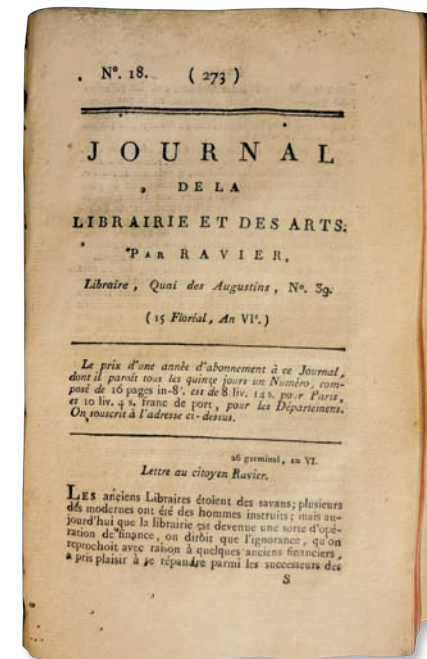 N°. 18. ( 273 )
JOURNAL
DE LA
LIBRAIRIE ET DES ARTS,
PAR RAVIER,
Libraire, Quai des Augustins, N°. 39.
( 15 Floréal, An VIe. )
Le prix d'une année d'abonnement à ce Journal,
dont il paroît tous les quinze jours un Numéro, com-
posé de 16 pages in-8°. est de 8 liv. 14 s. pour Paris,
et 10 liv. 4 s. franc de port, pour les Départemens.
On souscrit à l'adresse ci-dessus.
26 germinal, an VI.
Lettre au citoyen Ravier.
LES anciens Libraires étoient des savans; plusieurs
des modernes ont été des hommes instruits; mais au-
jourd'hui que la librairie est devenue une sorte d'opé-
ration de finance, on diroit que l'ignorance, qu'on
reprochoit avec raison à quelques anciens financiers,
a pris plaisir à se répandre parmi les successeurs des
S